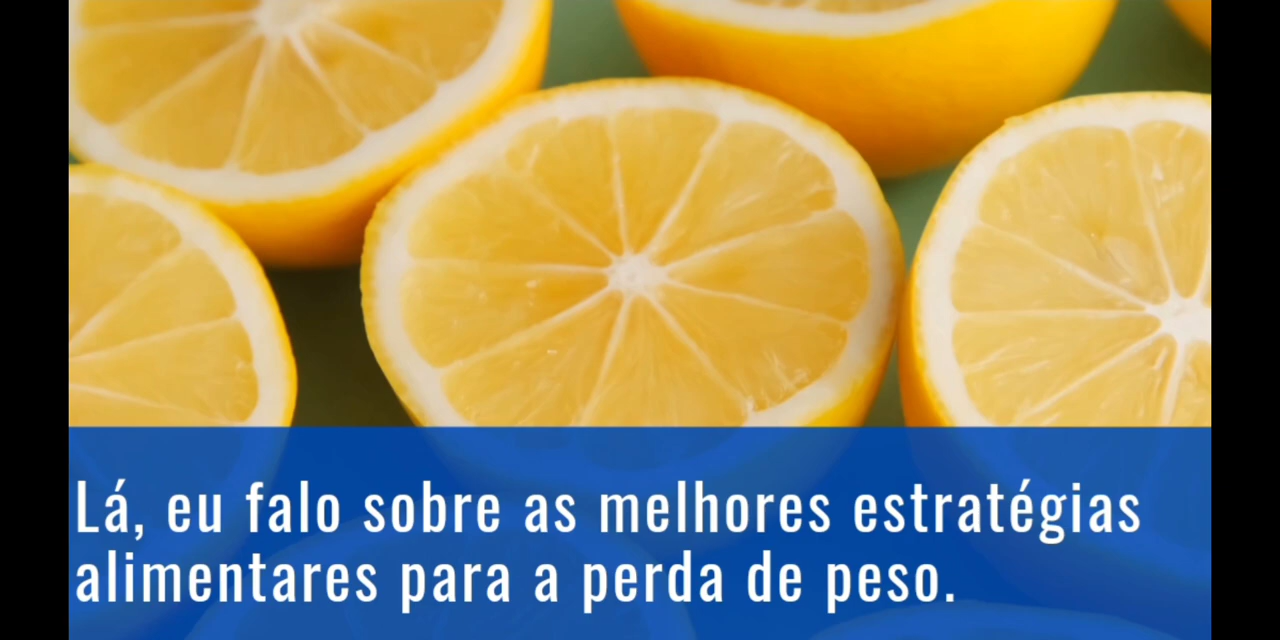 Lá, eu falo sobre as melhores estratégias
alimentares para a perda de peso.